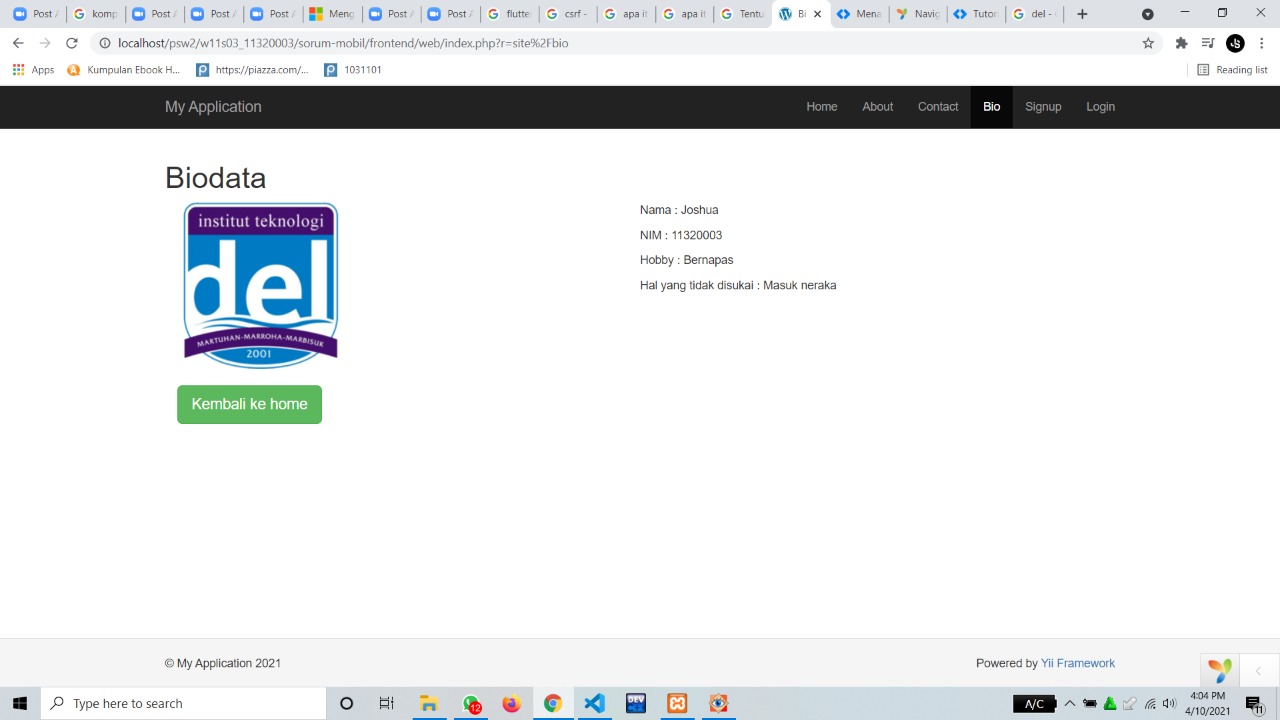 Post A
komp
Post A
Post A
Post A
Meng
Post A
Post A
flutte
csrf -
apa it
apa it
Tentu
Bi
Mena
Navig
Tutor
del -
localhost/psw2/w11s03_11320003/sorum-mobil/frontend/web/index.php?r=site%2Fbio
Apps
Kumpulan Ebook H...
https://piazza.com/...
1031101
Reading list
My Application
Home
About
Contact
Bio
Signup
Login
Biodata
institut teknologi
del
MARTUHAN-MARROHA-MARBISUK
2001
Nama : Joshua
NIM : 11320003
Hobby : Bernapas
Hal yang tidak disukai : Masuk neraka
Kembali ke home
© My Application 2021
Powered by Yii Framework
Type here to search
12
A/C
4:04 PM
4/10/2021
11